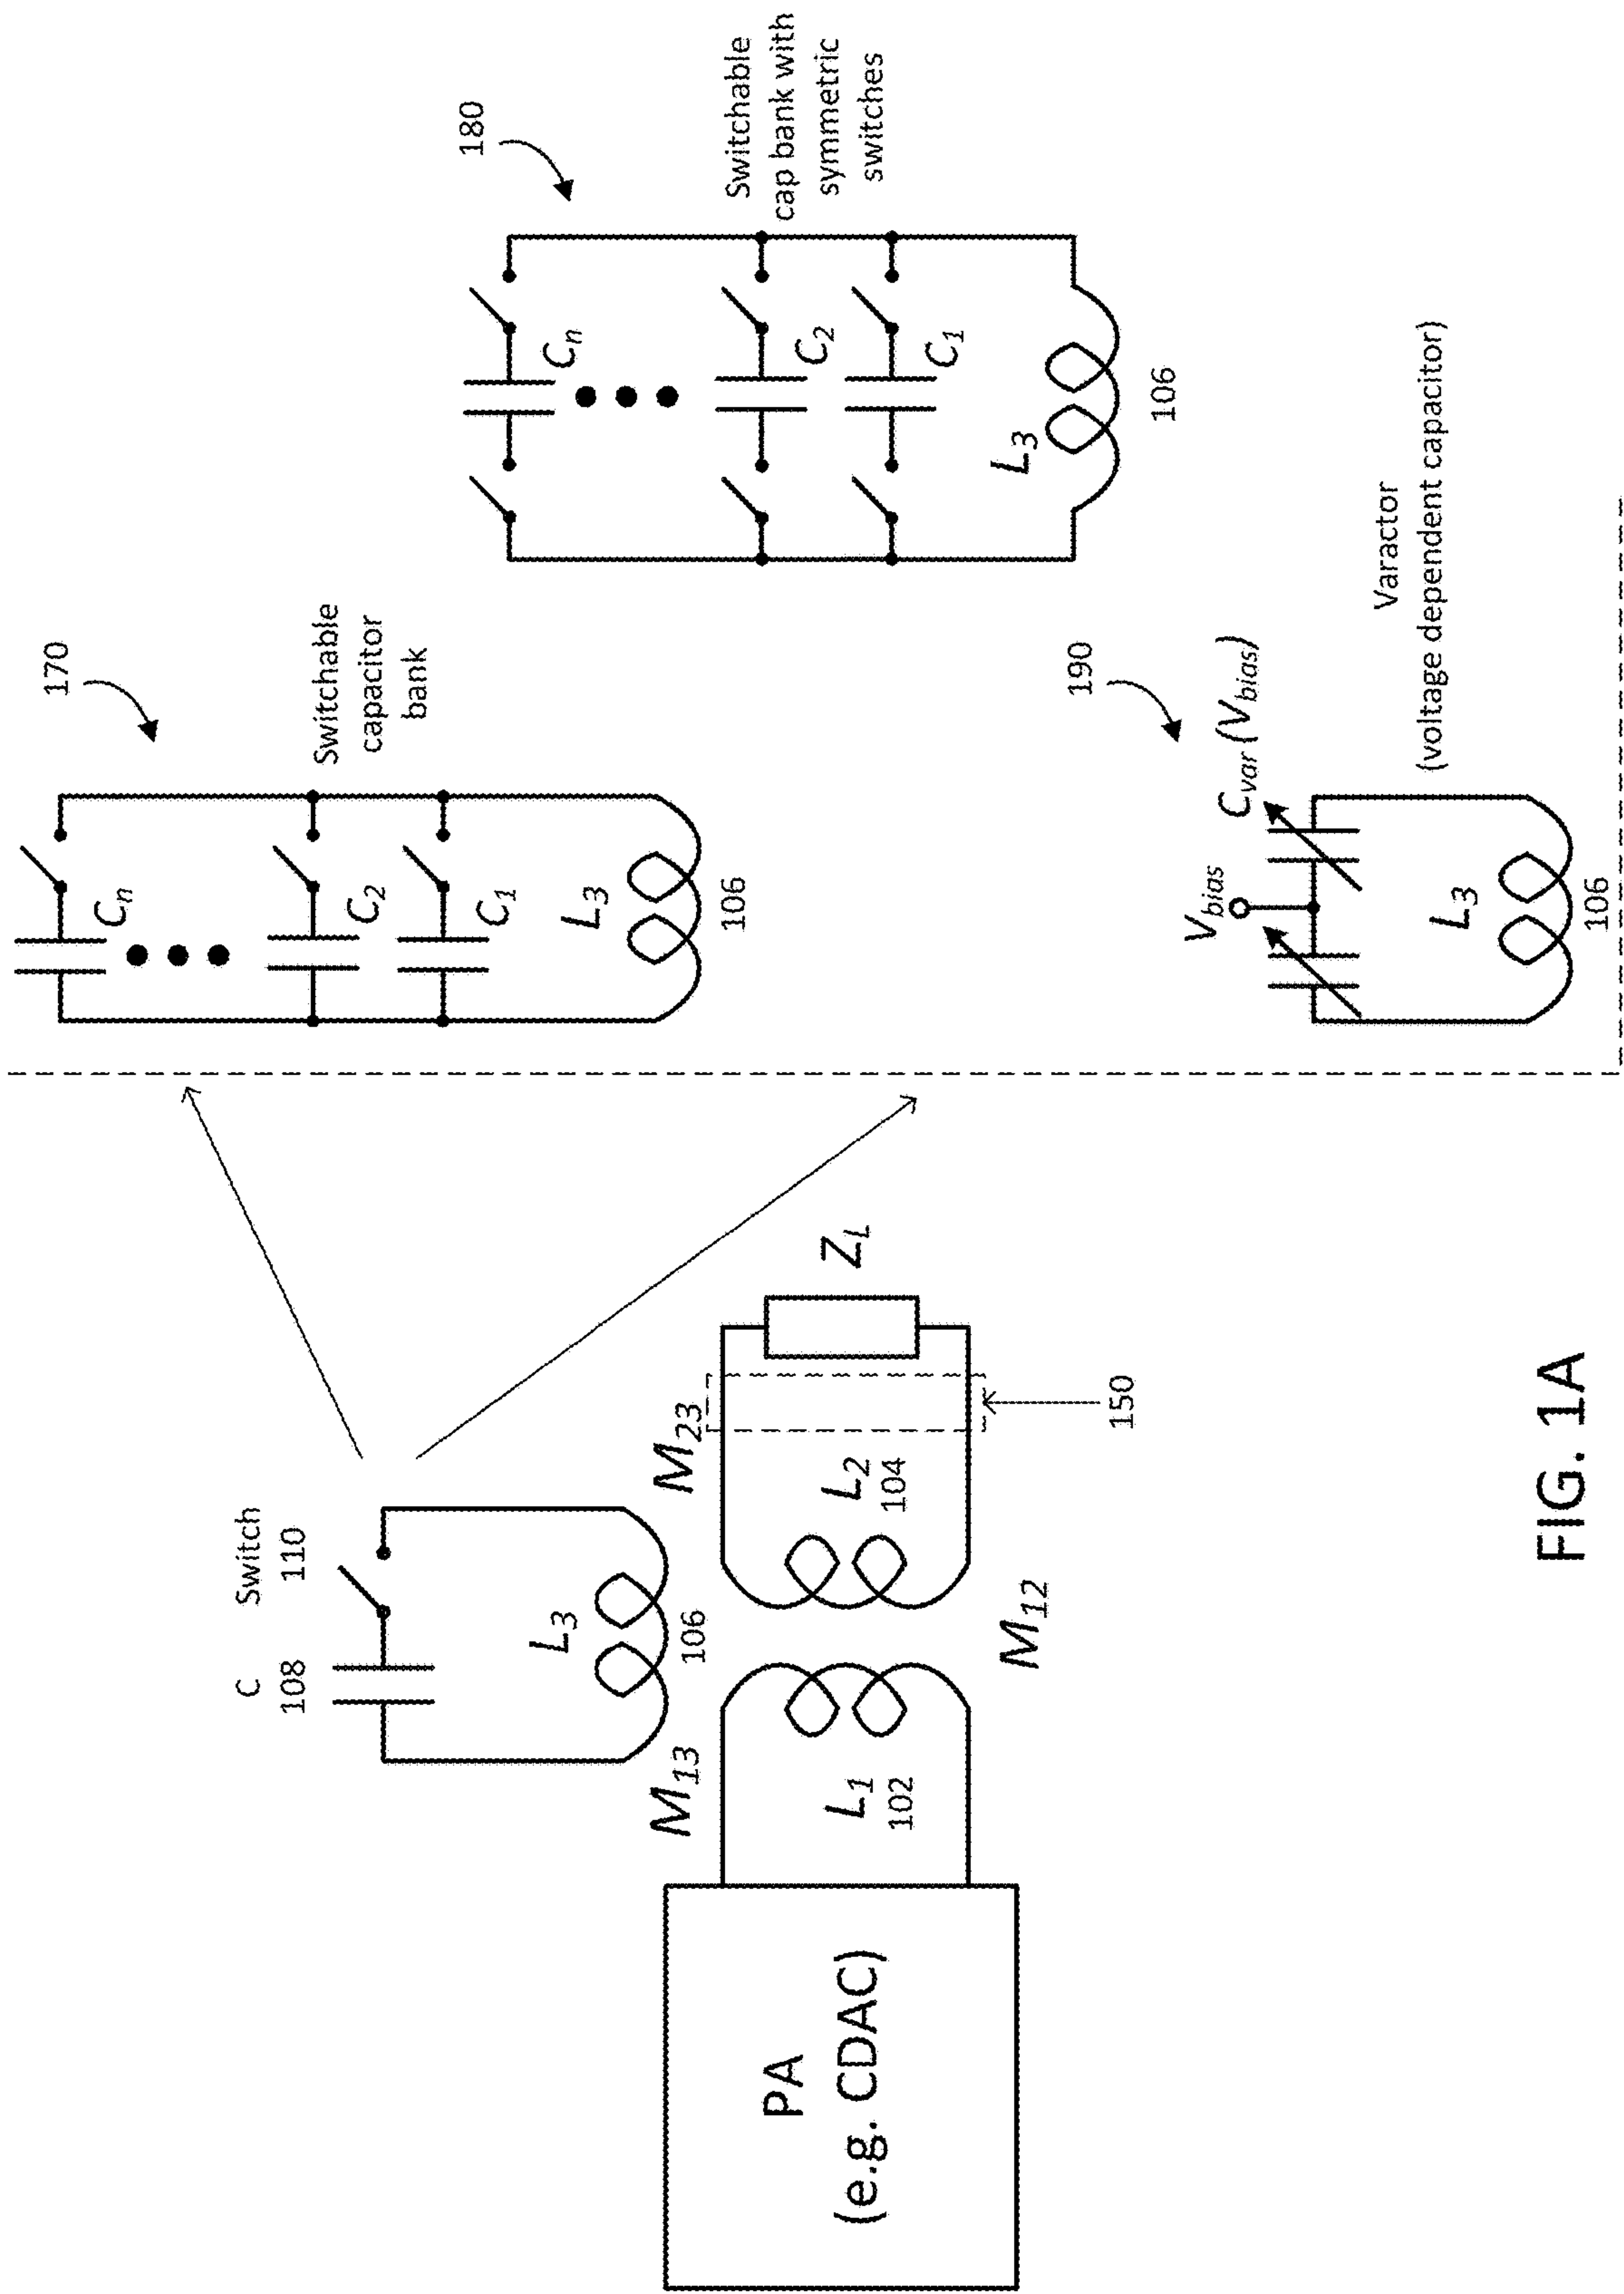 PA
(e.g. CDAC)
C
108
Switch
110
L3
106
M13
M23
L1
102
L2
104
M12
ZL
150
170
Switchable
capacitor
bank
Cn
C2
C1
L3
106
180
Switchable
cap bank with
symmetric
switches
Cn
C2
C1
L3
106
190
Vbias
Cvar (Vbias)
L3
106
Varactor
(voltage dependent capacitor)
FIG. 1A